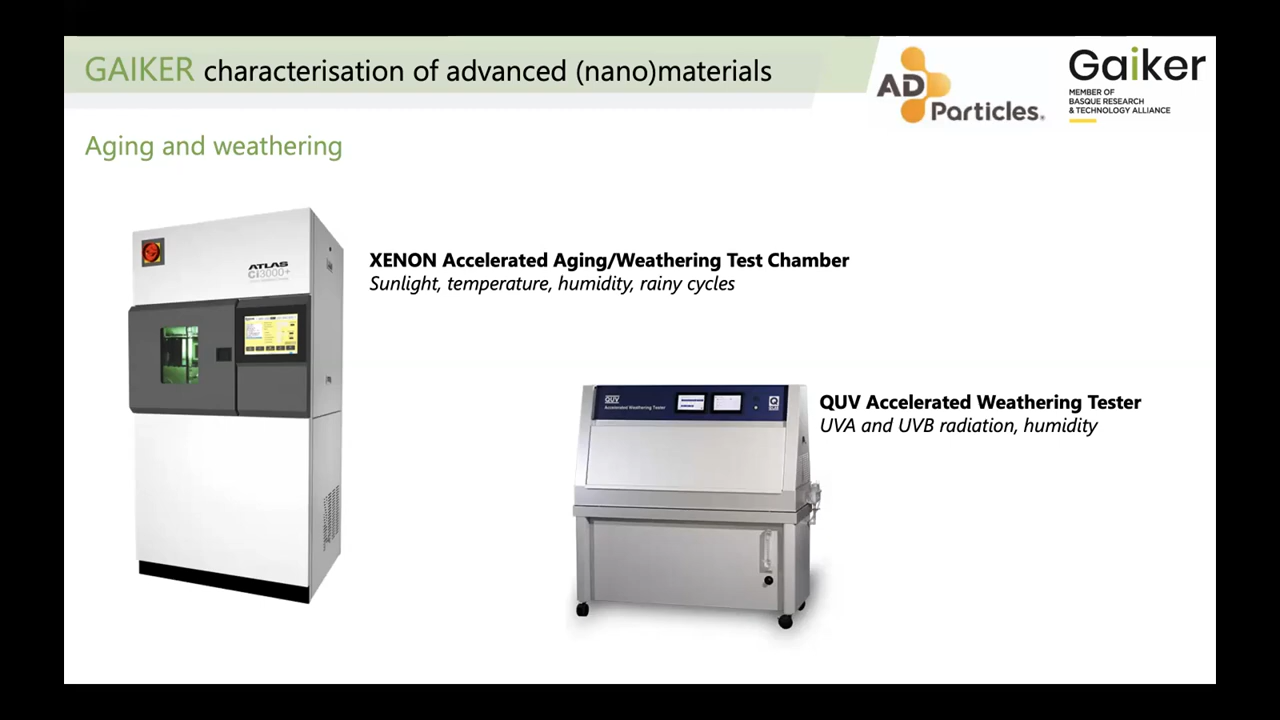 GAIKER characterisation of advanced (nano)materials
AD
Particles.
Gaiker
MEMBER OF
BASQUE RESEARCH
& TECHNOLOGY ALLIANCE
Aging and weathering
ATLAS
Ci3000+
XENON Accelerated Aging/Weathering Test Chamber
Sunlight, temperature, humidity, rainy cycles
QUV
Accelerated Weathering Tester
QUV Accelerated Weathering Tester
UVA and UVB radiation, humidity